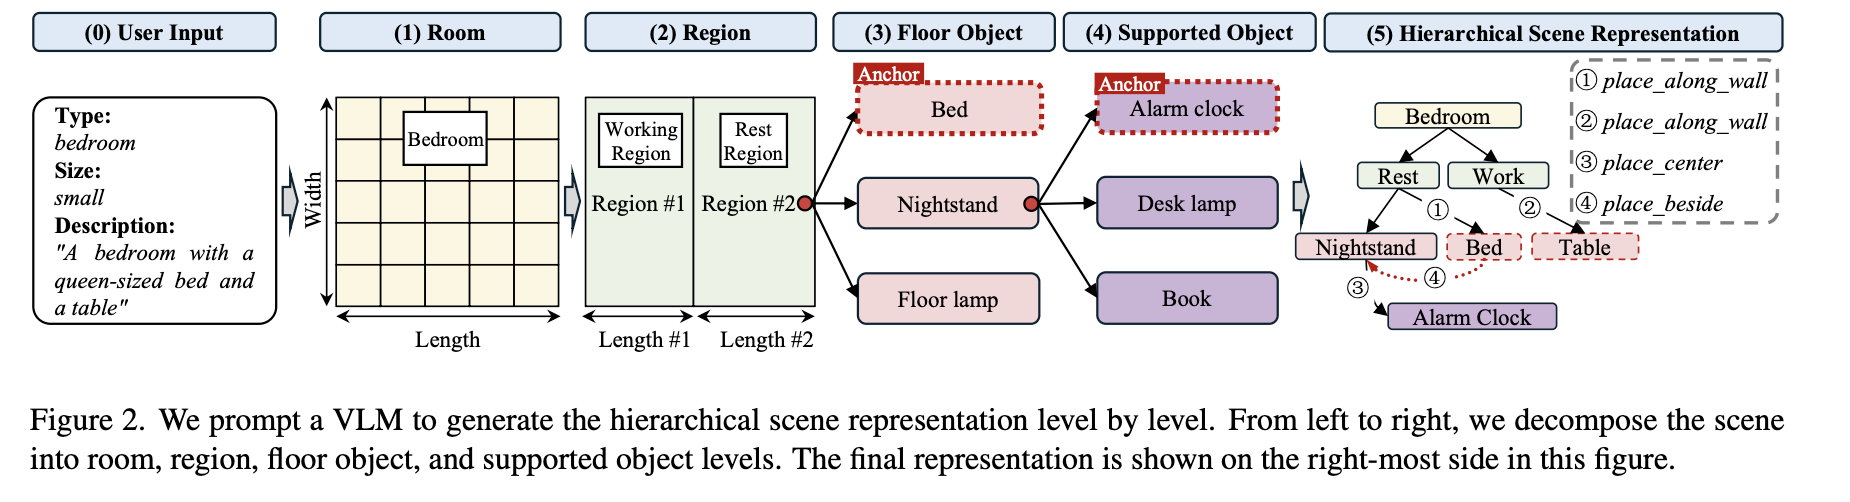 (0) User Input
(1) Room
(2) Region
(3) Floor Object
(4) Supported Object
(5) Hierarchical Scene Representation
Type:
bedroom
Size:
small
Description:
"A bedroom with a
queen-sized bed and
a table"
Width
Bedroom
Length
Working
Region
Rest
Region
Region #1
Region #2
Length #1
Length #2
Anchor
Bed
Nightstand
Floor lamp
Anchor
Alarm clock
Desk lamp
Book
① place_along_wall
② place_along_wall
③ place_center
④ place_beside
Bedroom
Rest
Work
①
②
Nightstand
Bed
Table
③
④
Alarm Clock
Figure 2. We prompt a VLM to generate the hierarchical scene representation level by level. From left to right, we decompose the scene
into room, region, floor object, and supported object levels. The final representation is shown on the right-most side in this figure.